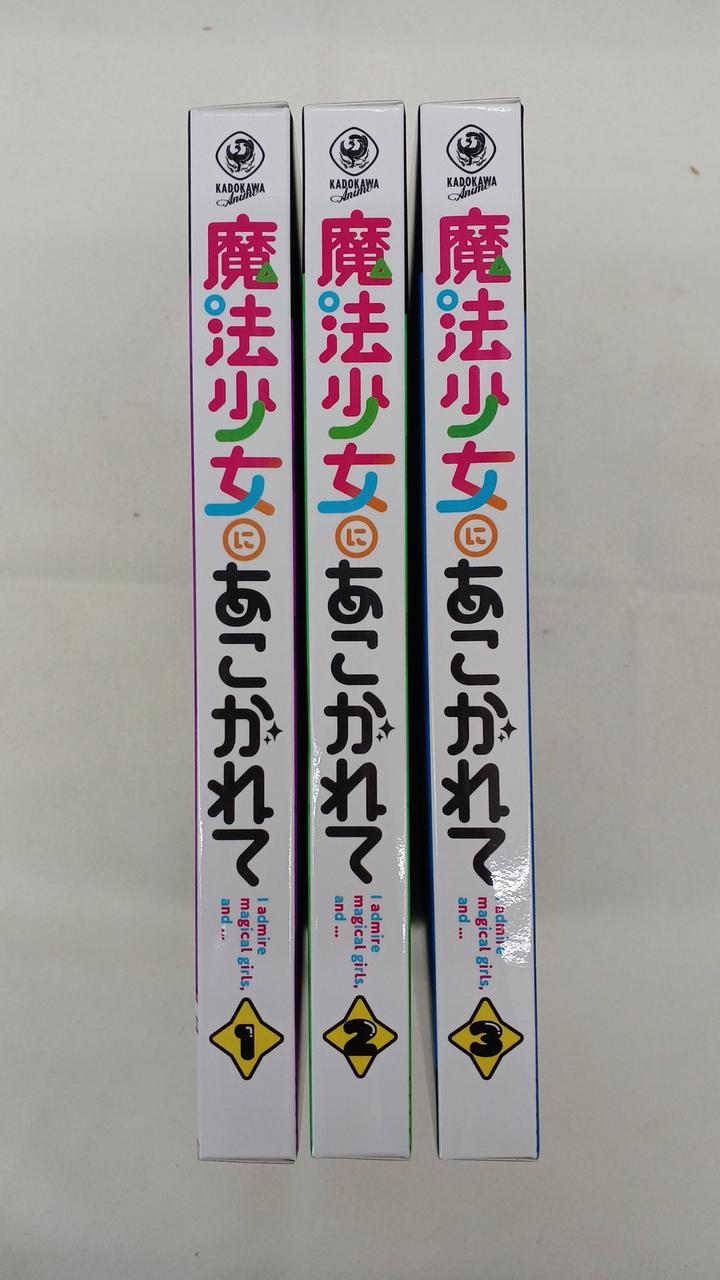 KADOKAWA
Anime
魔法少女にあこがれて
I admire
magical girls,
and ...
1
KADOKAWA
Anime
魔法少女にあこがれて
I admire
magical girls,
and ...
2
KADOKAWA
Anime
魔法少女にあこがれて
I admire
magical girls,
and ...
3